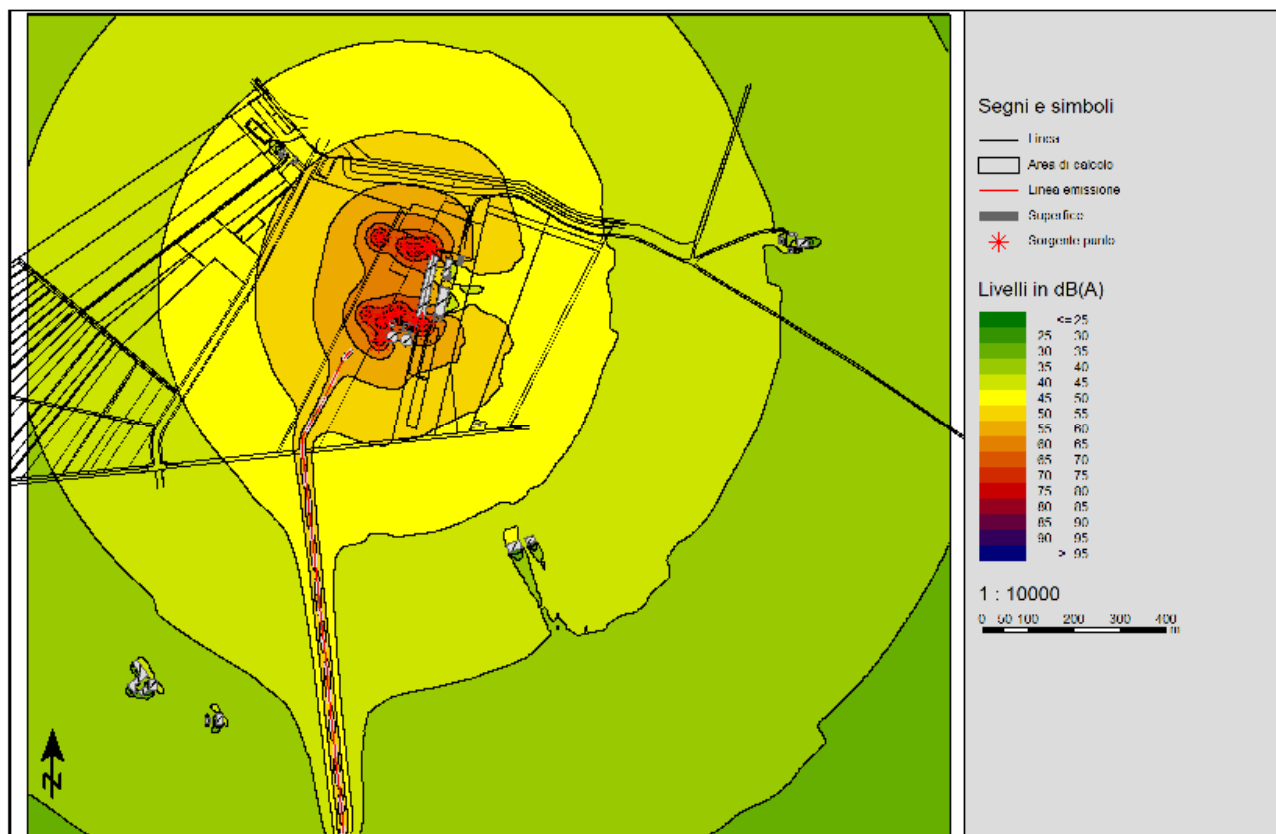 Segni e simboli
Linea
Area di calcolo
Linea emissione
Superfice
Sorgente punto
Livelli in dB(A)
<= 25
25 30
30 35
35 40
40 45
45 50
50 55
55 60
60 65
65 70
70 75
75 80
80 85
85 90
90 95
> 95
1 : 10000
0 50 100 200 300 400
m
N